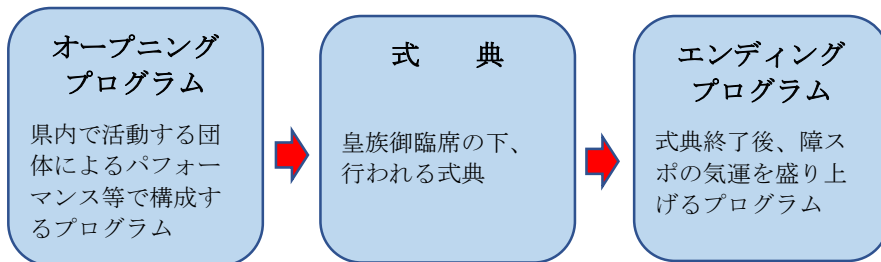 オープニング
プログラム
県内で活動する団
体によるパフォー
マンス等で構成す
るプログラム
式　　典
皇族御臨席の下、
行われる式典
エンディング
プログラム
式典終了後、障ス
ポの気運を盛り上
げるプログラム